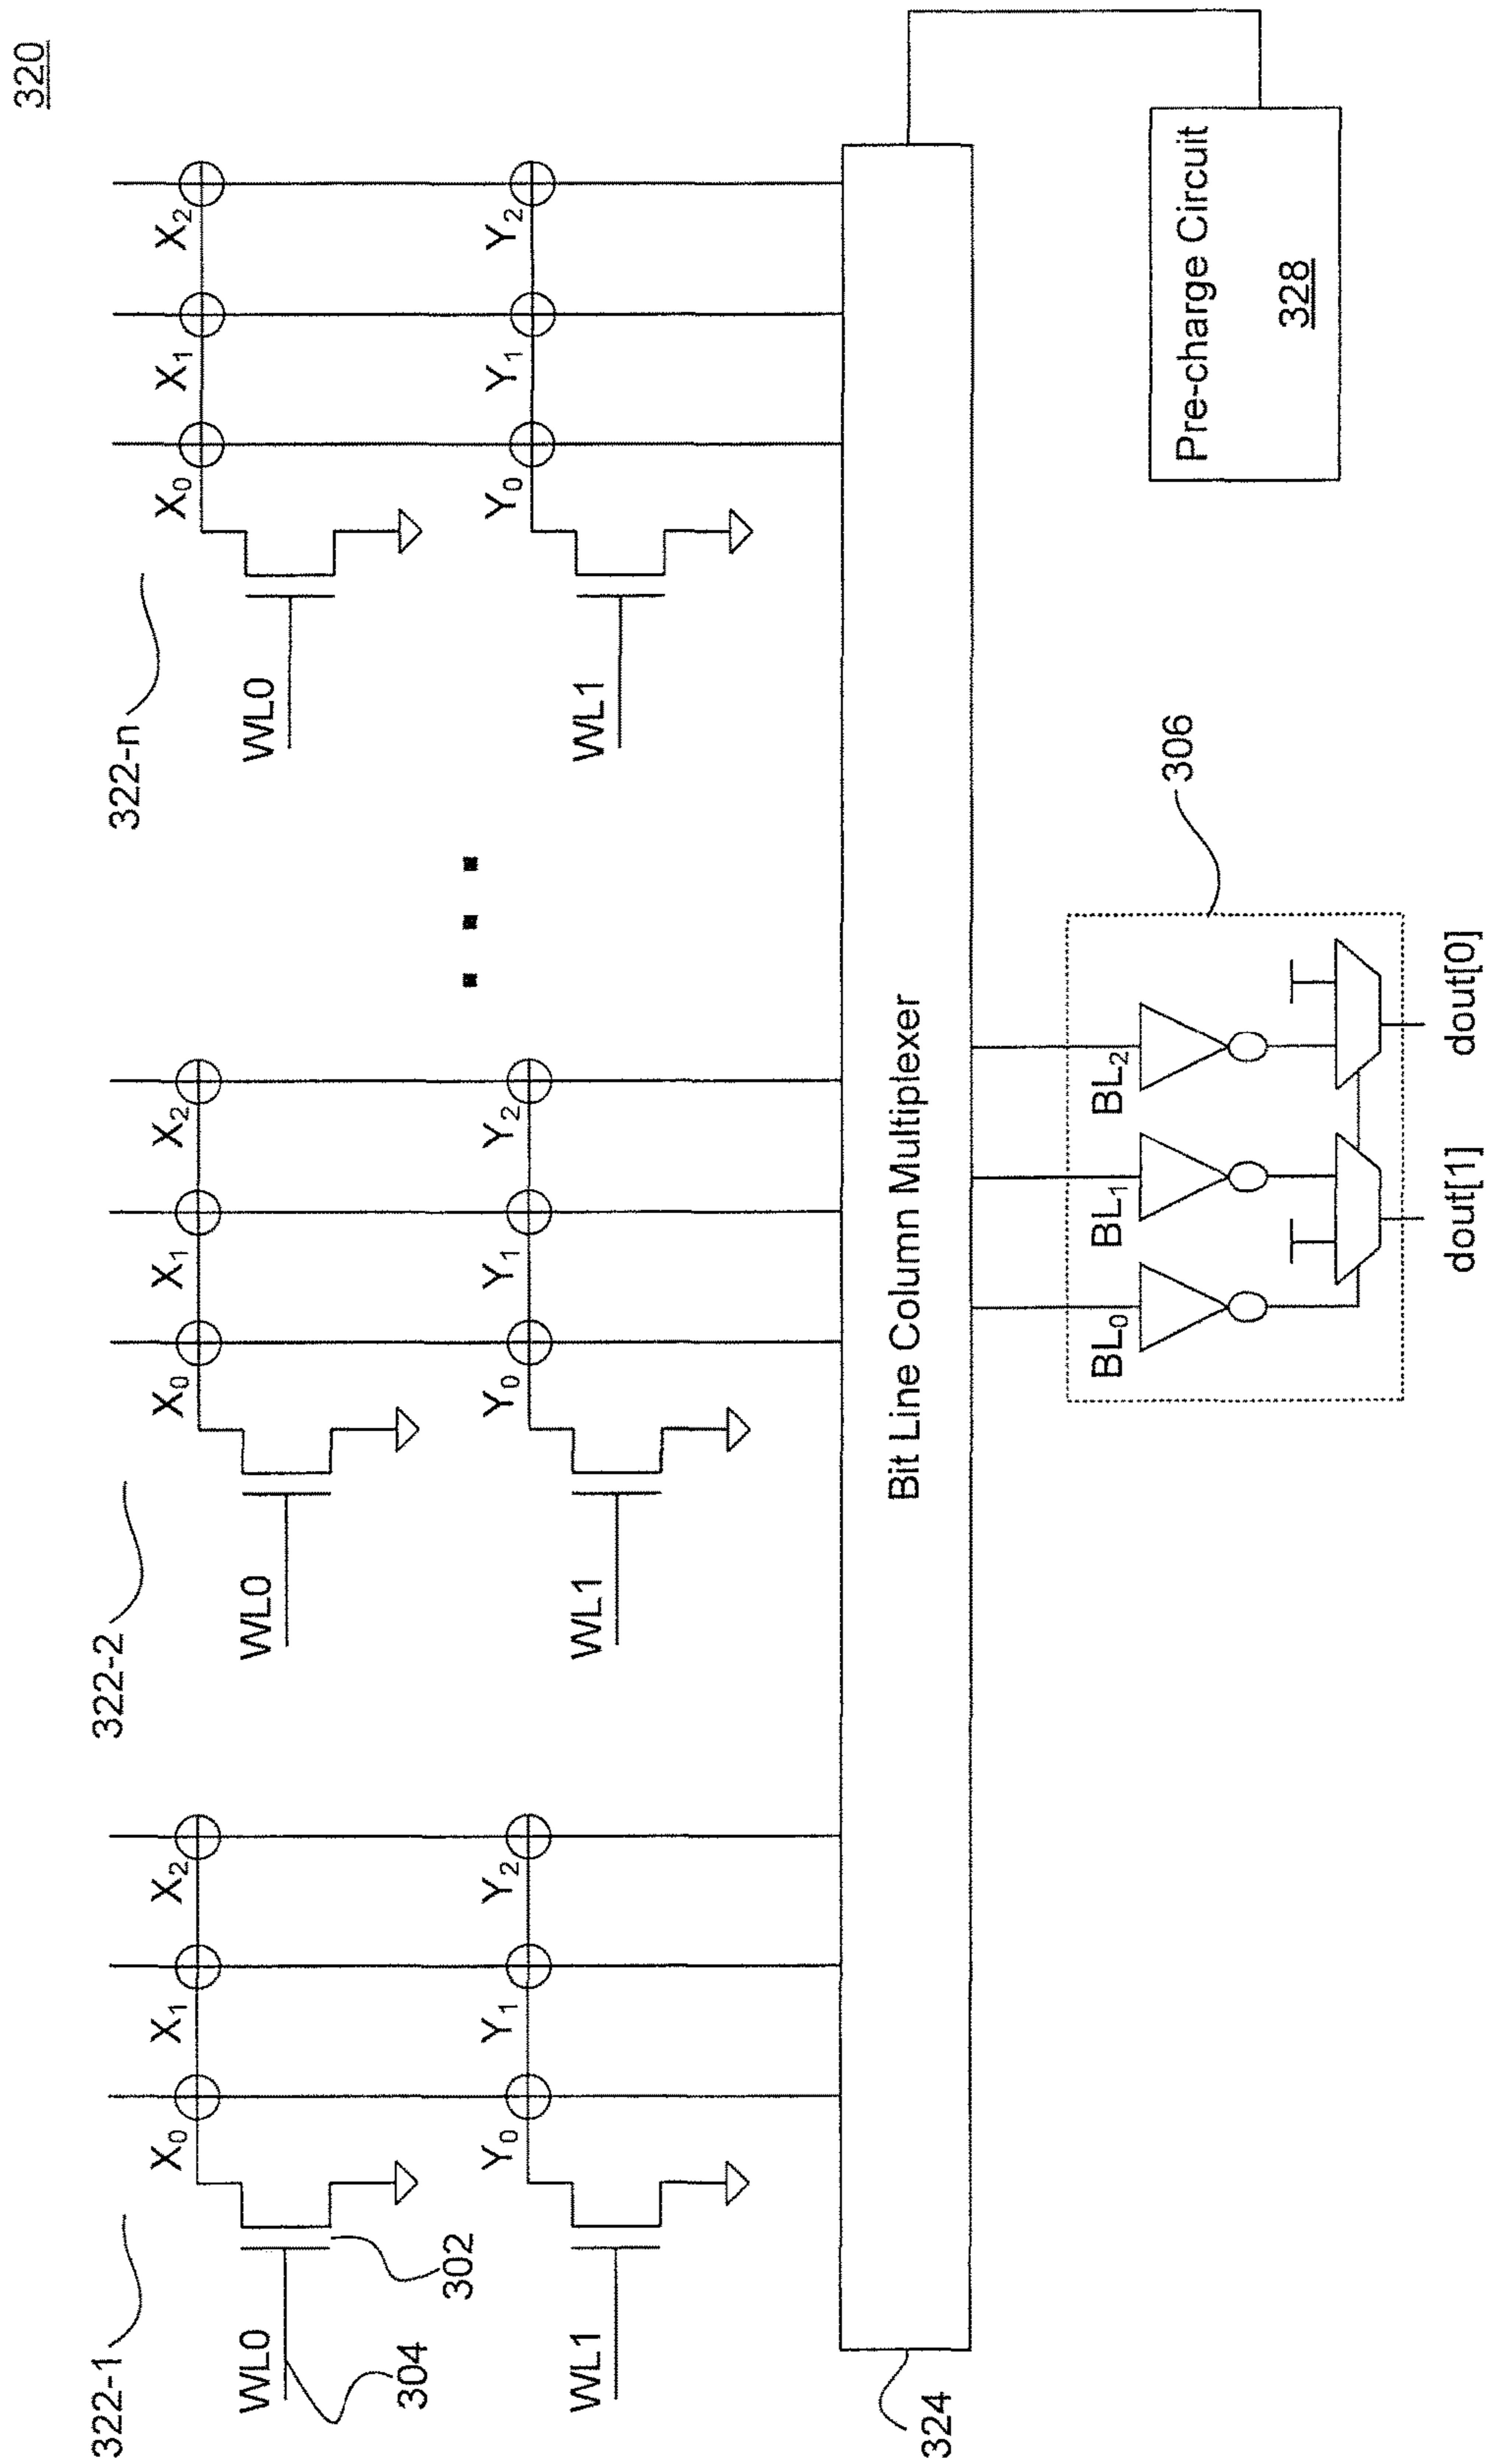 320
322-1
322-2
322-n
X0 X1 X2
X0 X1 X2
X0 X1 X2
WL0
WL0
WL0
302
304
Y0 Y1 Y2
Y0 Y1 Y2
Y0 Y1 Y2
WL1
WL1
WL1
324
Bit Line Column Multiplexer
BL0 BL1 BL2
306
dout[1] dout[0]
Pre-charge Circuit
328